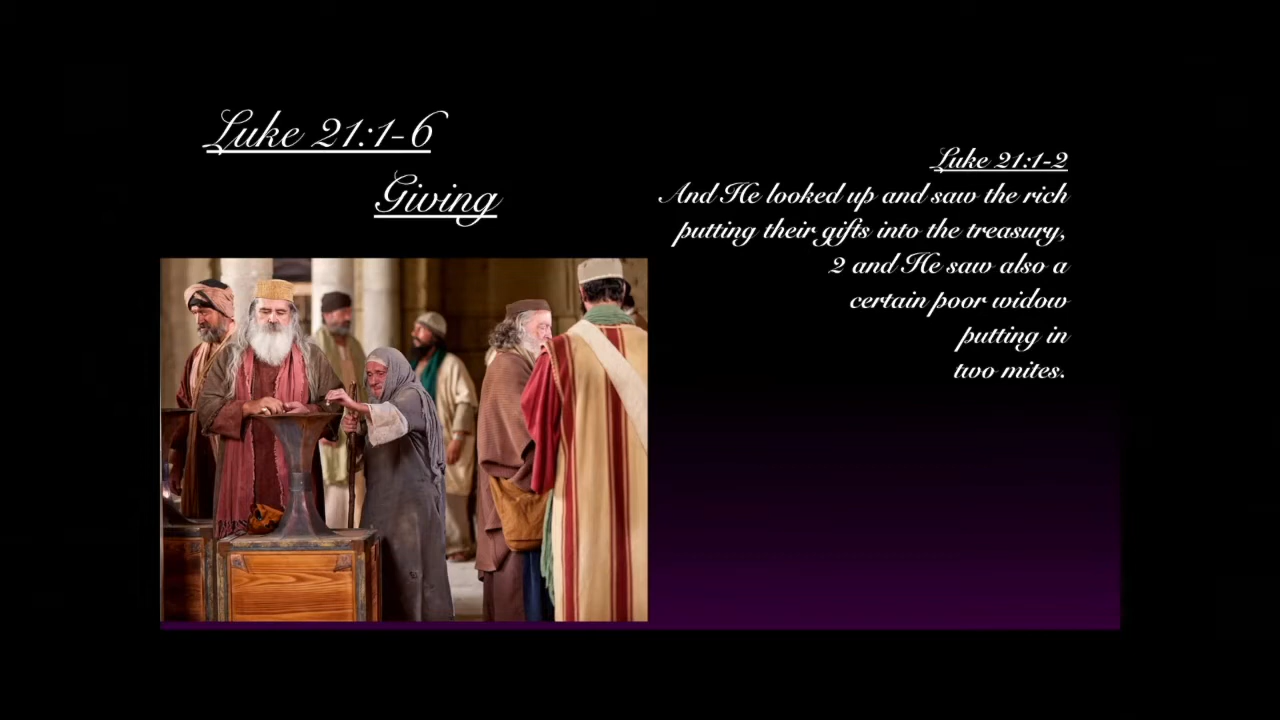 Luke 21:1-6
Giving
Luke 21:1-2
And He looked up and saw the rich
putting their gifts into the treasury,
2 and He saw also a
certain poor widow
putting in
two mites.